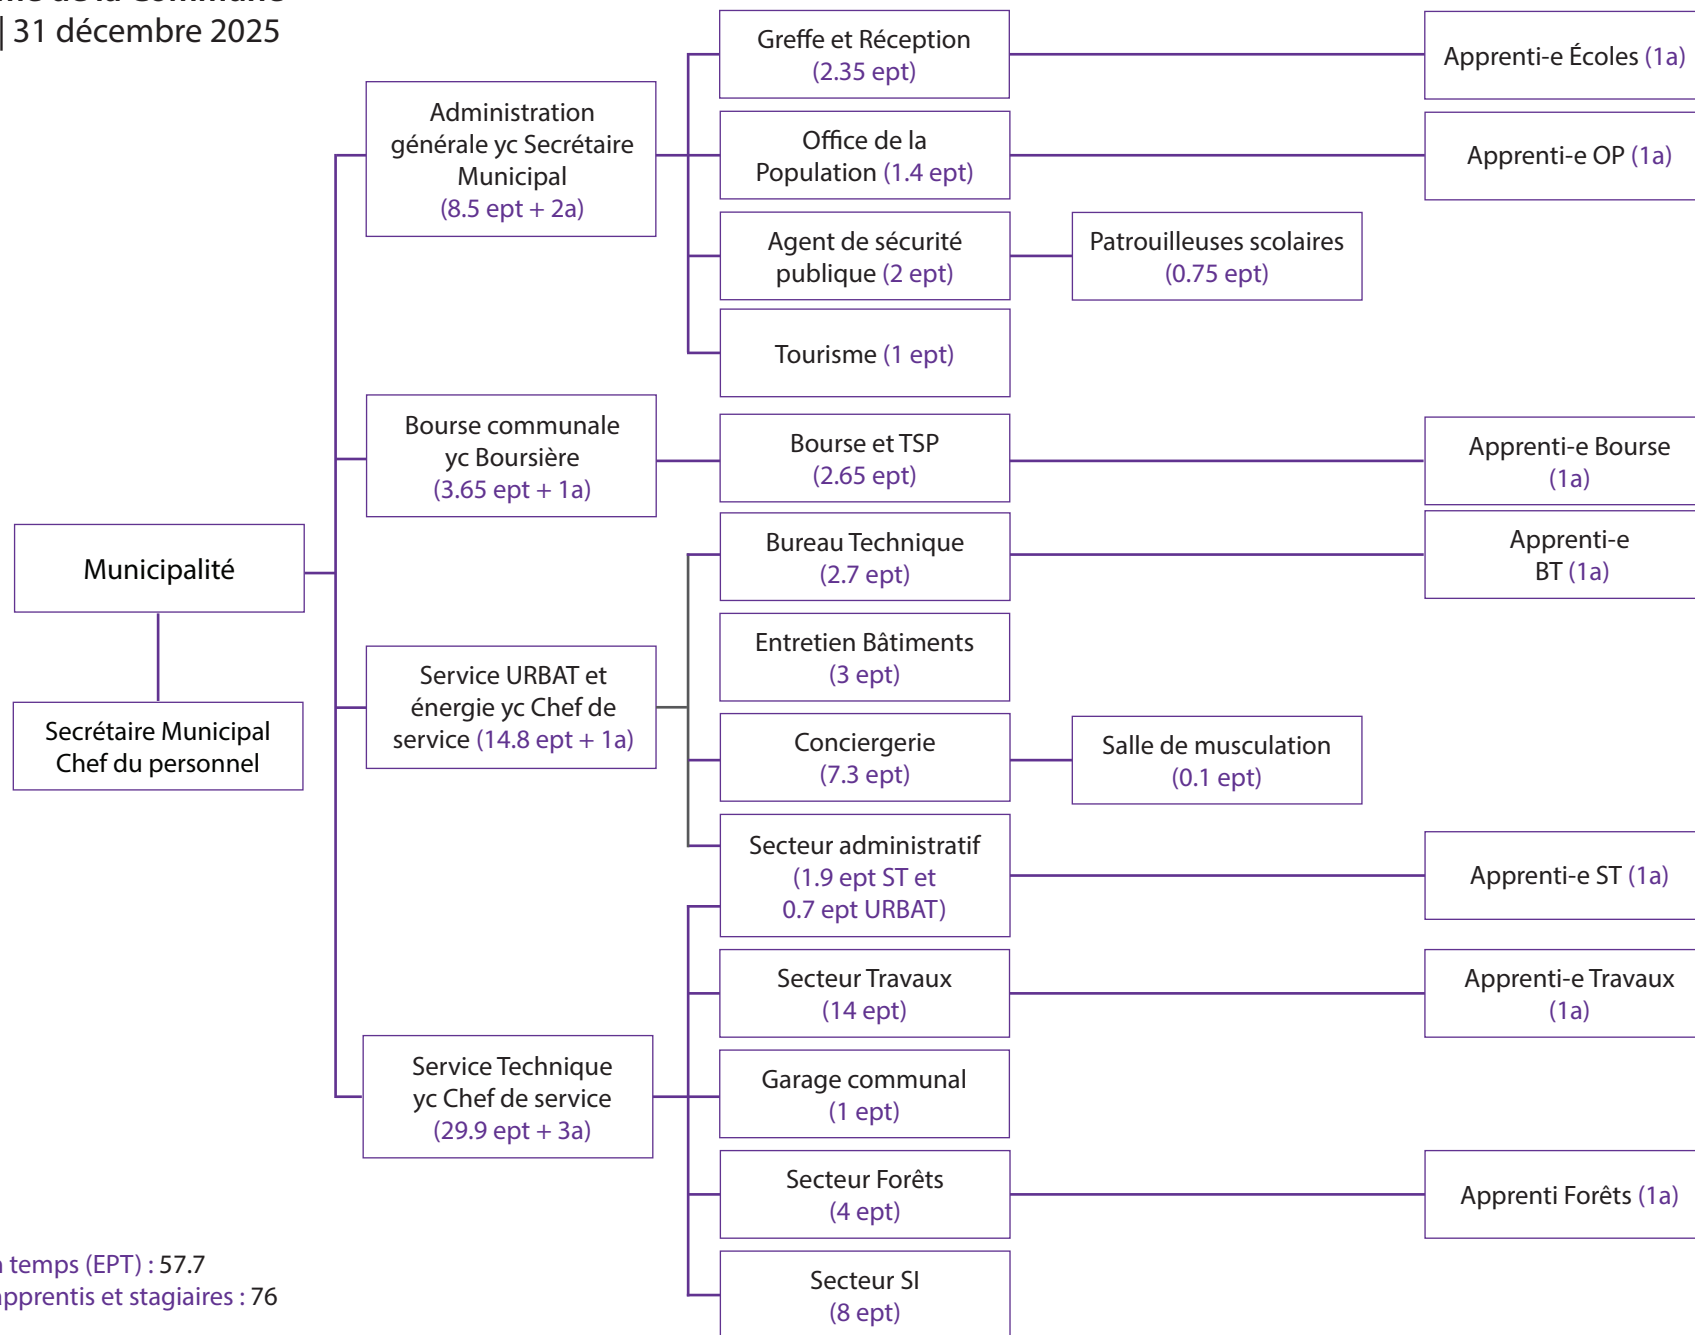 de la Commune
| 31 décembre 2025
Greffe et Réception
(2.35 ept)
Apprenti-e Écoles (1a)
Administration
générale yc Secrétaire
Municipal
(8.5 ept + 2a)
Office de la
Population (1.4 ept)
Apprenti-e OP (1a)
Agent de sécurité
publique (2 ept)
Patrouilleuses scolaires
(0.75 ept)
Tourisme (1 ept)
Bourse communale
yc Boursière
(3.65 ept + 1a)
Bourse et TSP
(2.65 ept)
Apprenti-e Bourse
(1a)
Municipalité
Secrétaire Municipal
Chef du personnel
Bureau Technique
(2.7 ept)
Apprenti-e
BT (1a)
Entretien Bâtiments
(3 ept)
Service URBAT et
énergie yc Chef de
service (14.8 ept + 1a)
Conciergerie
(7.3 ept)
Salle de musculation
(0.1 ept)
Secteur administratif
(1.9 ept ST et
0.7 ept URBAT)
Apprenti-e ST (1a)
Secteur Travaux
(14 ept)
Apprenti-e Travaux
(1a)
Service Technique
yc Chef de service
(29.9 ept + 3a)
Garage communal
(1 ept)
Secteur Forêts
(4 ept)
Apprenti Forêts (1a)
Secteur SI
(8 ept)
temps (EPT) : 57.7
apprentis et stagiaires : 76